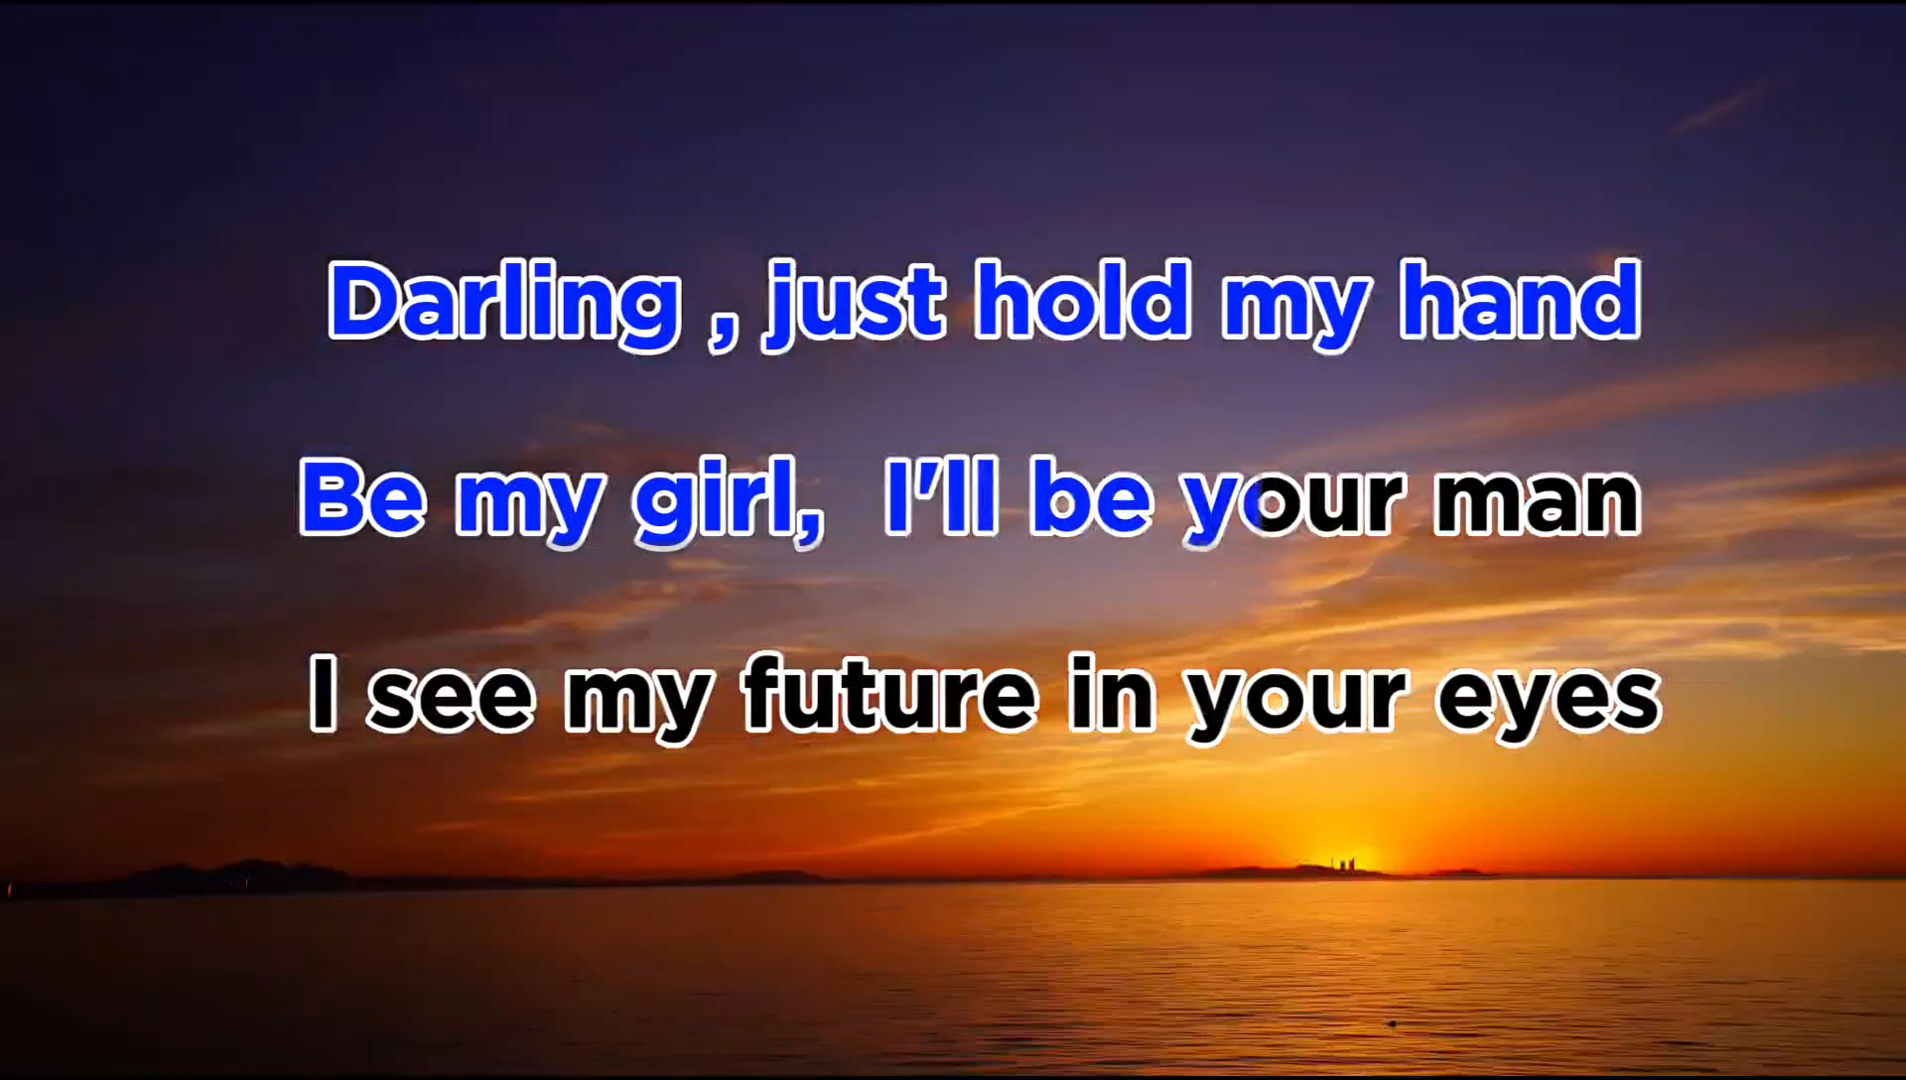 Darling , just hold my hand
Be my girl, I'll be your man
I see my future in your eyes